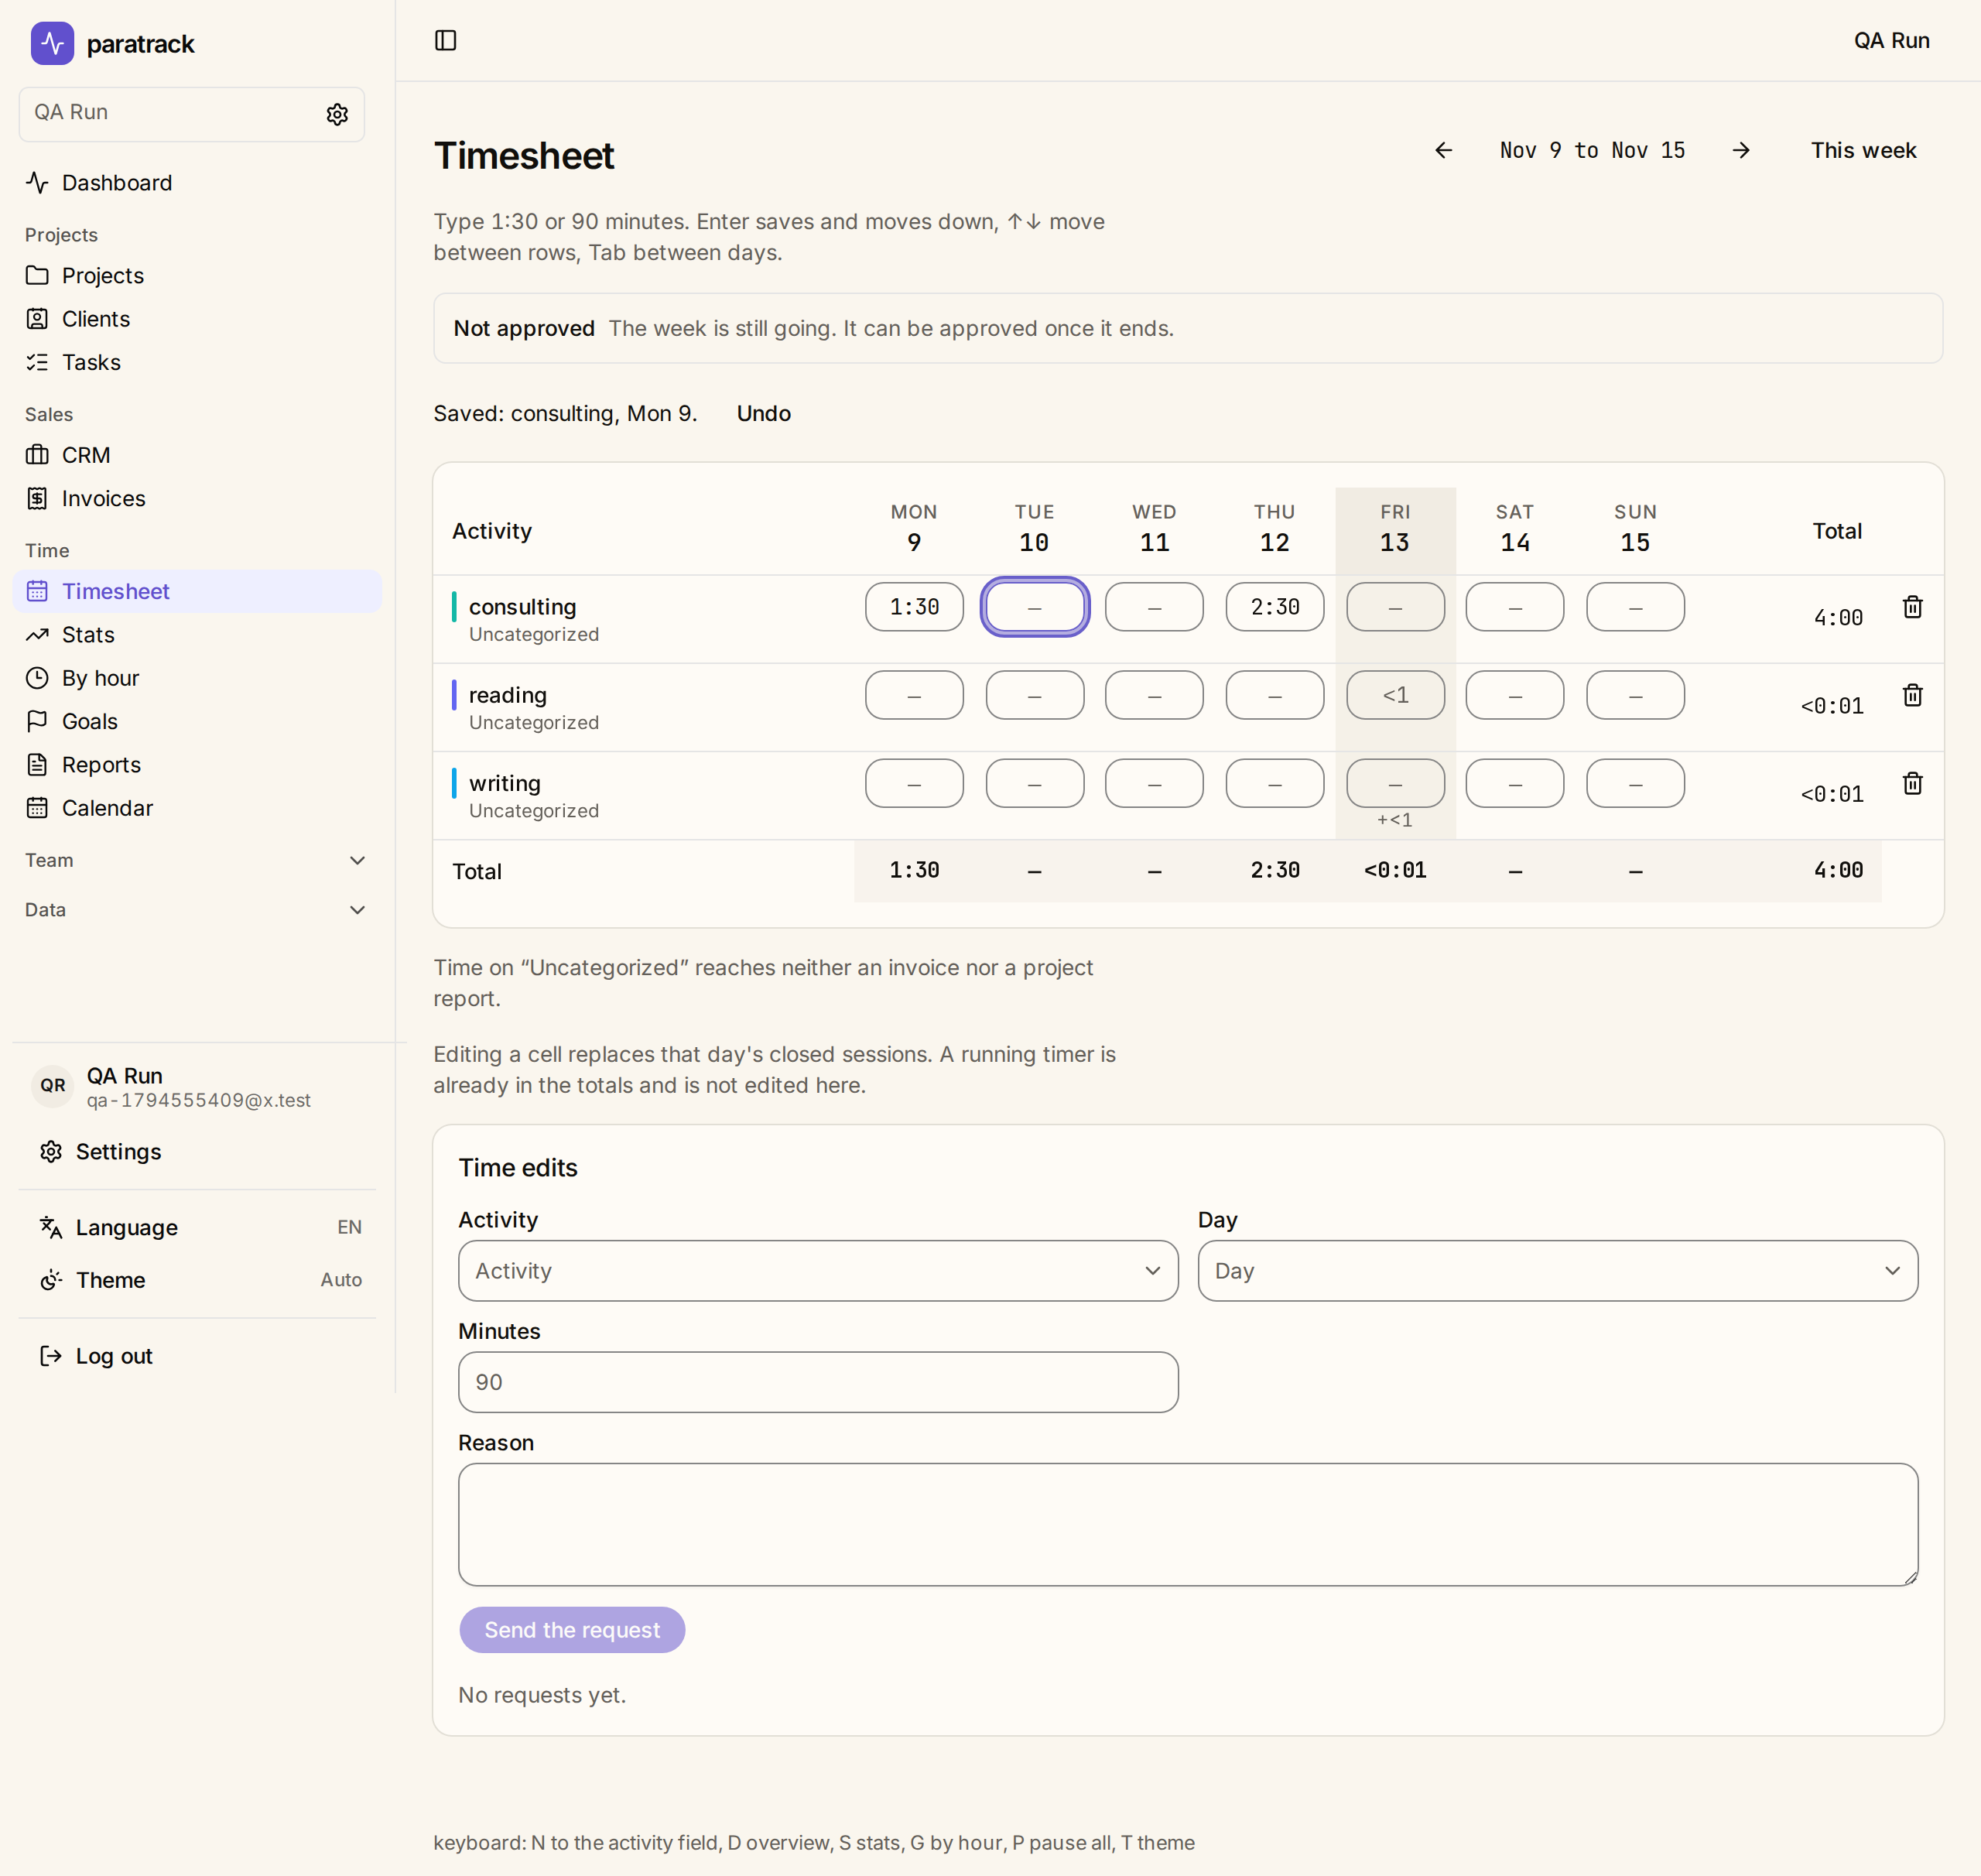 paratrack
QA Run
QA Run
Dashboard
Projects
Projects
Clients
Tasks
Sales
CRM
Invoices
Time
Timesheet
Stats
By hour
Goals
Reports
Calendar
Team
Data
QR
QA Run
qa-1794555409@x.test
Settings
Language EN
Theme Auto
Log out
Timesheet
← Nov 9 to Nov 15 → This week
Type 1:30 or 90 minutes. Enter saves and moves down, ↑↓ move
between rows, Tab between days.
Not approved The week is still going. It can be approved once it ends.
Saved: consulting, Mon 9. Undo
MON TUE WED THU FRI SAT SUN
Activity 9 10 11 12 13 14 15 Total
consulting 1:30 – – 2:30 – – – 4:00
Uncategorized
reading – – – – <1 – – <0:01
Uncategorized
writing – – – – – – – <0:01
Uncategorized +<1
Total 1:30 – – 2:30 <0:01 – – 4:00
Time on “Uncategorized” reaches neither an invoice nor a project
report.
Editing a cell replaces that day's closed sessions. A running timer is
already in the totals and is not edited here.
Time edits
Activity Day
Activity Day
Minutes
90
Reason
Send the request
No requests yet.
keyboard: N to the activity field, D overview, S stats, G by hour, P pause all, T theme